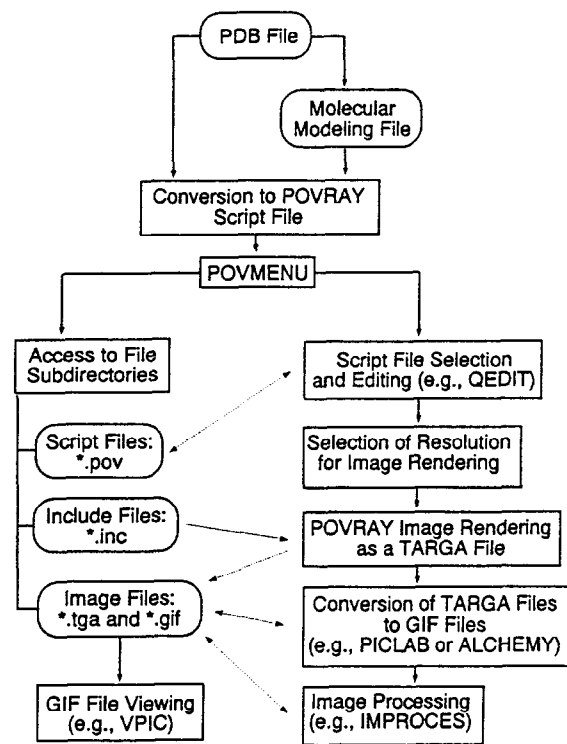 PDB File
Molecular
Modeling File
Conversion to POVRAY
Script File
POVMENU
Access to File
Subdirectories
Script Files:
*.pov
Include Files:
*.inc
Image Files:
*.tga and *.gif
GIF File Viewing
(e.g., VPIC)
Script File Selection
and Editing (e.g., QEDIT)
Selection of Resolution
for Image Rendering
POVRAY Image Rendering
as a TARGA File
Conversion of TARGA Files
to GIF Files
(e.g., PICLAB or ALCHEMY)
Image Processing
(e.g., IMPROCES)